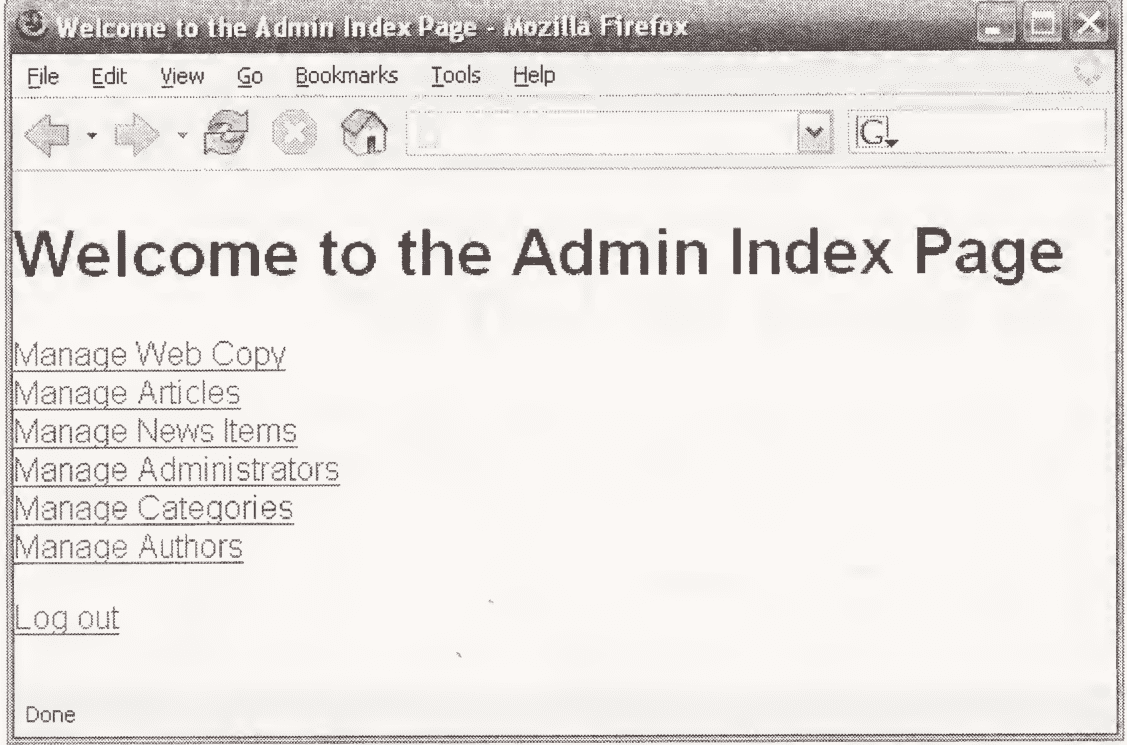 Welcome to the Admin Index Page - Mozilla Firefox
File Edit View Go Bookmarks Tools Help
G
Welcome to the Admin Index Page
Manage Web Copy
Manage Articles
Manage News Items
Manage Administrators
Manage Categories
Manage Authors
Log out
Done